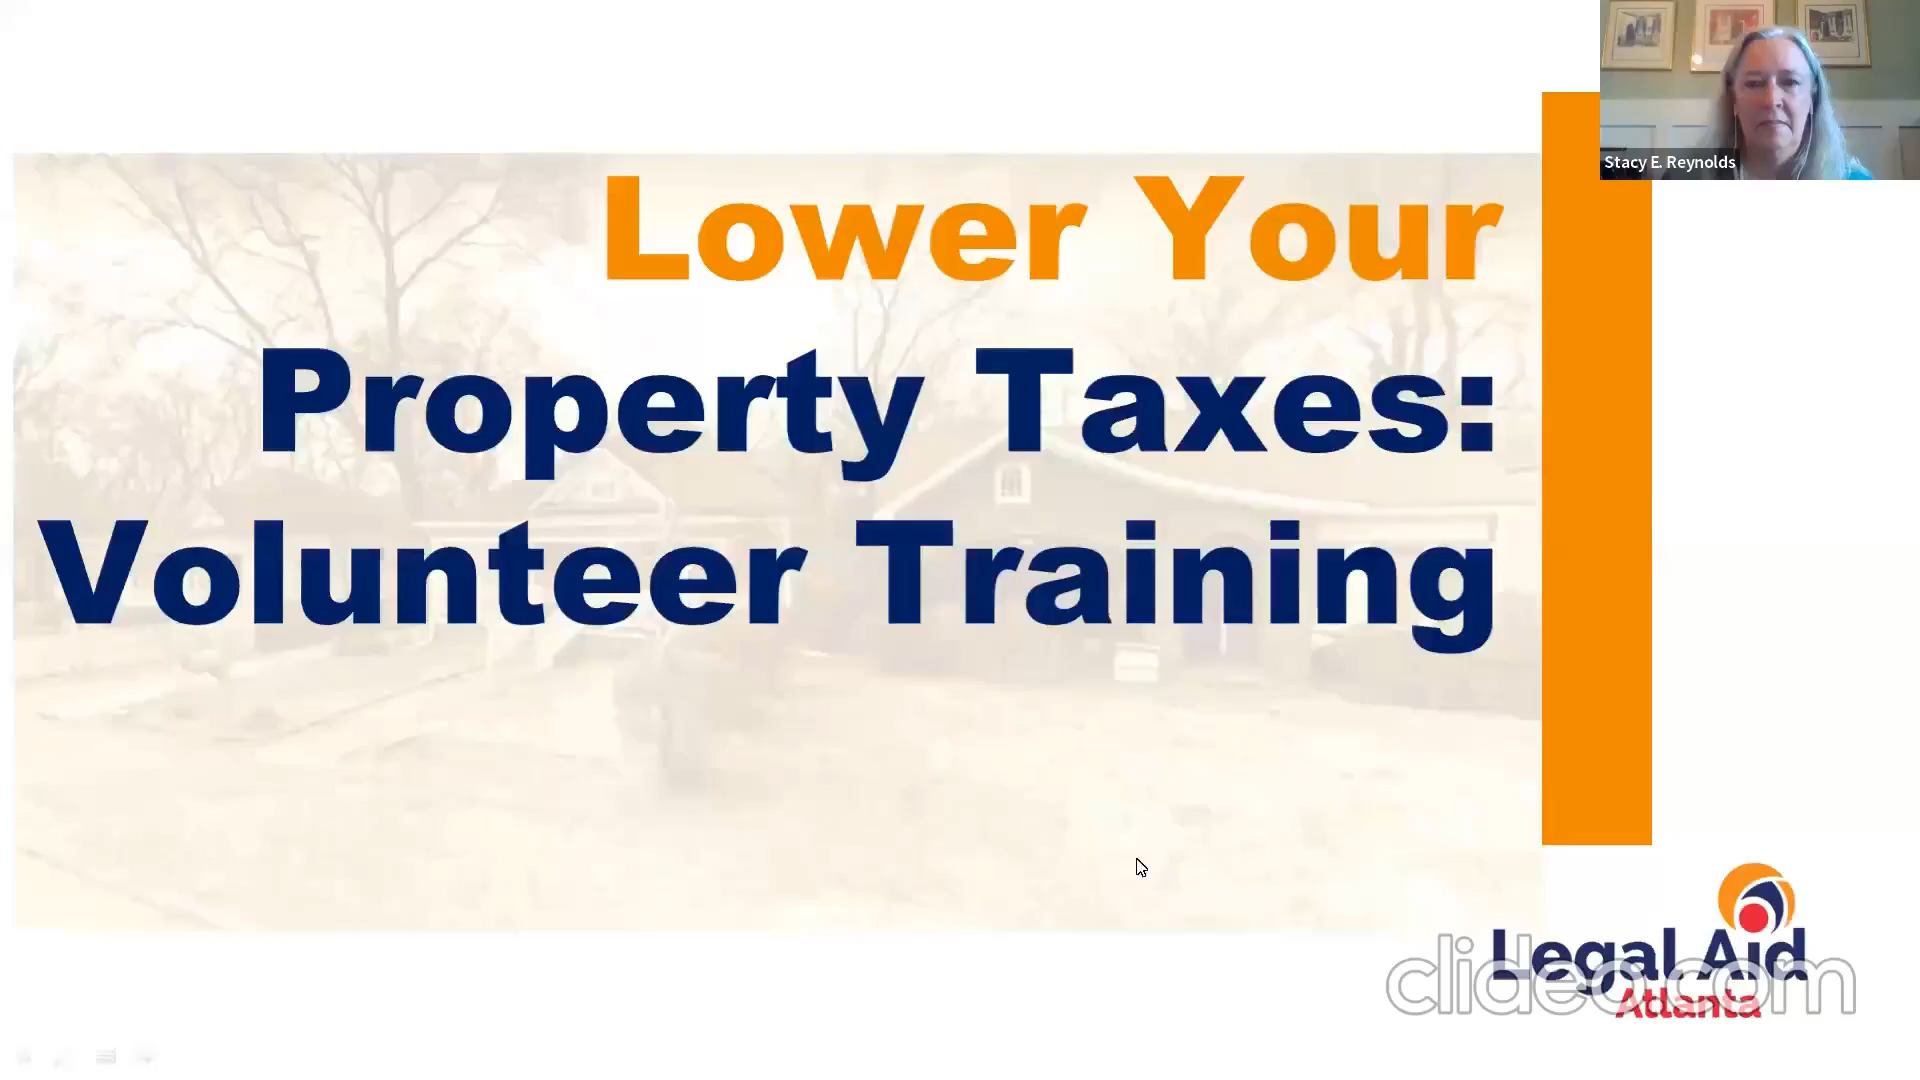 Stacy E. Reynolds
Lower Your
Property Taxes:
Volunteer Training
Legal Aid
Atlanta
clideo.com